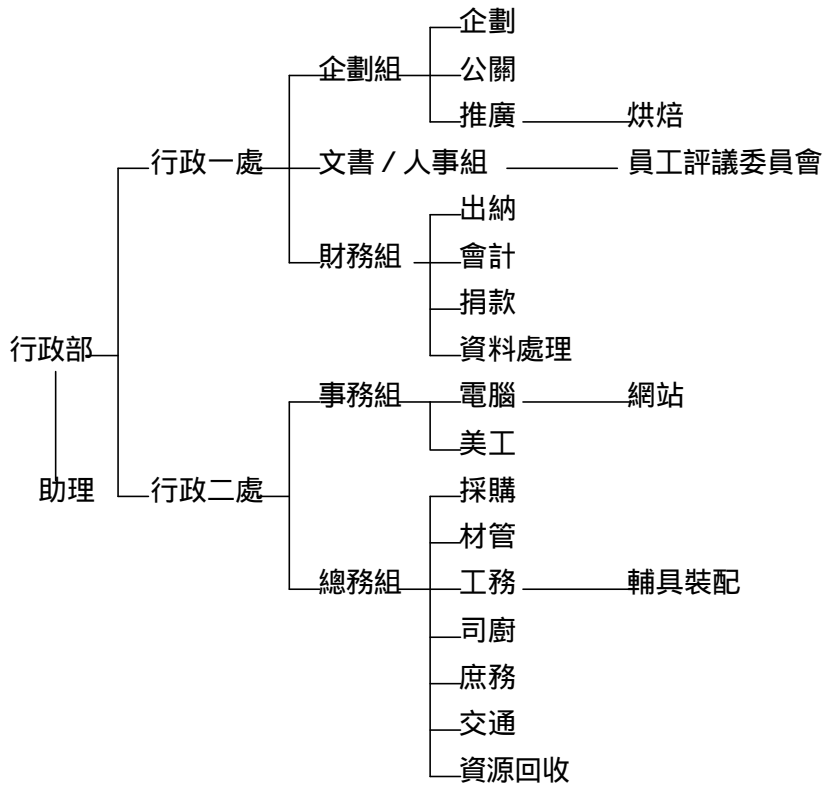 企劃
企劃組 公關
推廣 烘焙
行政一處 文書 / 人事組 員工評議委員會
出納
財務組 會計
捐款
行政部 資料處理
事務組 電腦 網站
美工
助理 行政二處 採購
材管
總務組 工務 輔具裝配
司廚
庶務
交通
資源回收